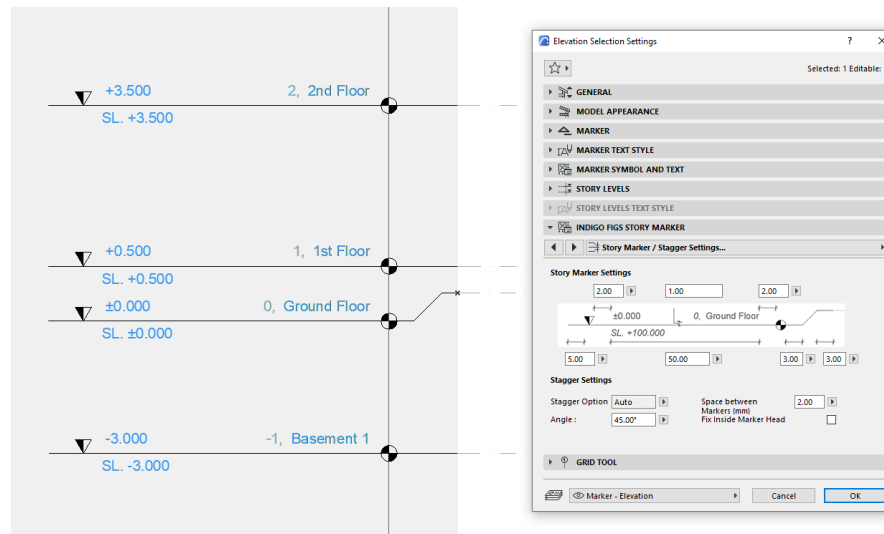 +3.500
2, 2nd Floor
SL. +3.500
+0.500
1, 1st Floor
SL. +0.500
±0.000
0, Ground Floor
SL. ±0.000
-3.000
-1, Basement 1
SL. -3.000
Elevation Selection Settings
?
Selected: 1 Editable:
GENERAL
MODEL APPEARANCE
MARKER
MARKER TEXT STYLE
MARKER SYMBOL AND TEXT
STORY LEVELS
STORY LEVELS TEXT STYLE
INDIGO FIGS STORY MARKER
Story Marker / Stagger Settings...
Story Marker Settings
2.00 1.00 2.00
±0.000 0, Ground Floor
SL. +100.000
5.00 50.00 3.00 3.00
Stagger Settings
Stagger Option Auto Space between 2.00
Markers (mm)
Angle : 45.00° Fix Inside Marker Head
GRID TOOL
Marker - Elevation Cancel OK